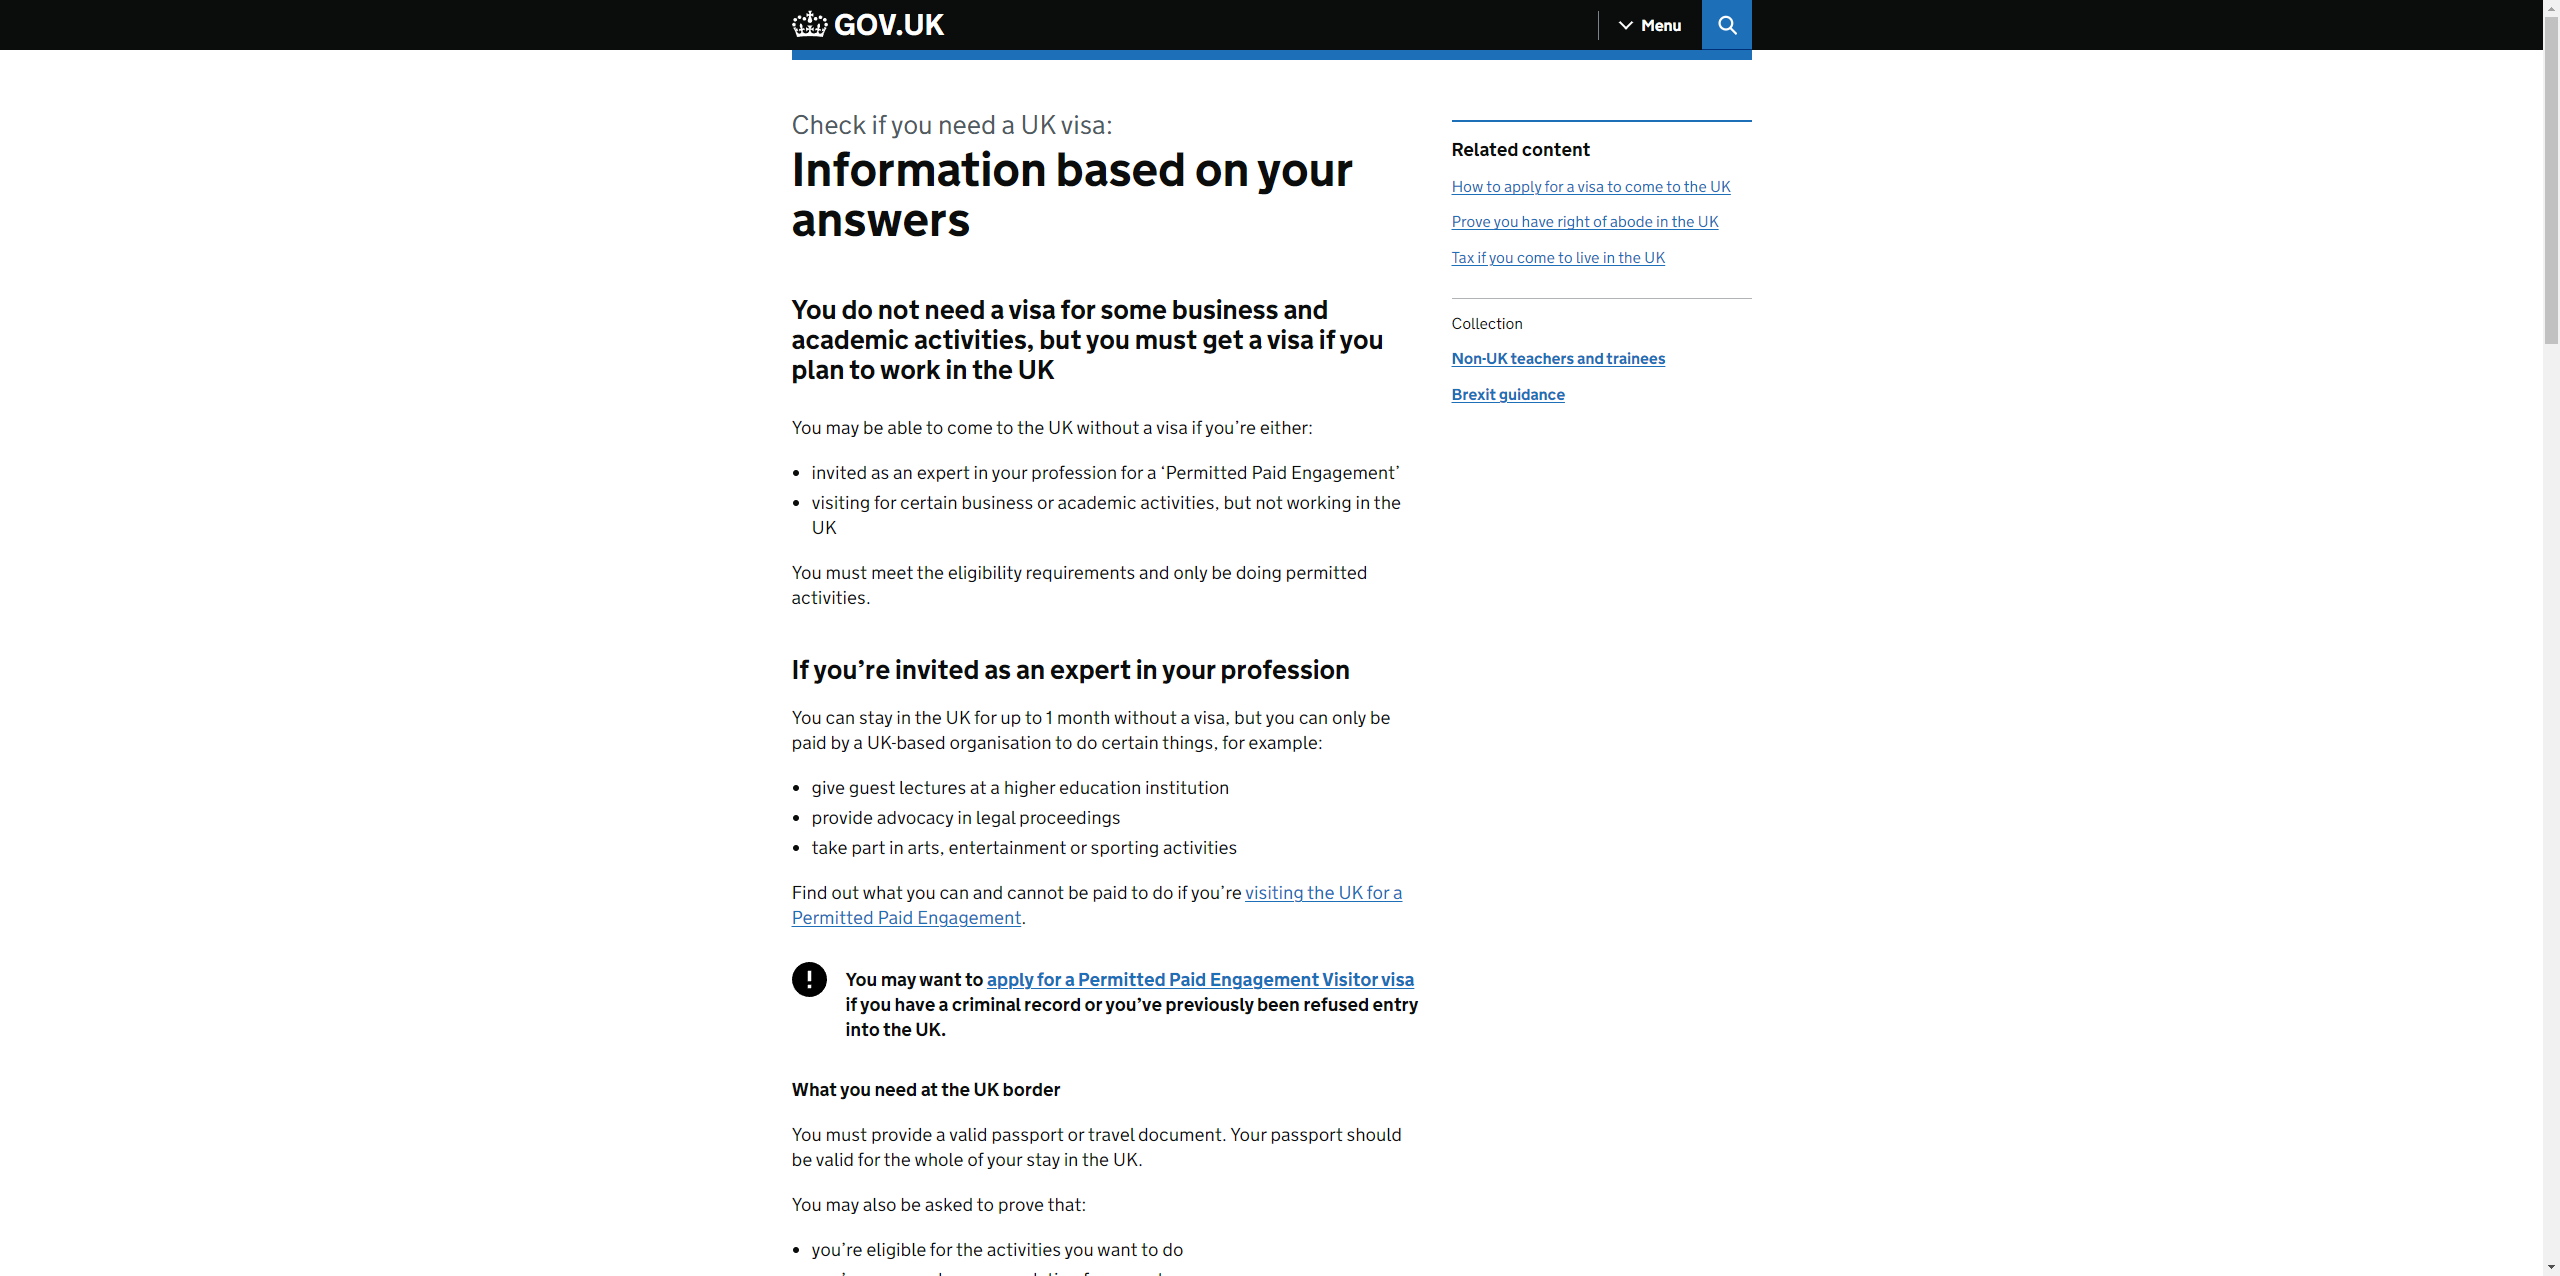 GOV.UK
Menu
Check if you need a UK visa:
Information based on your
answers
You do not need a visa for some business and
academic activities, but you must get a visa if you
plan to work in the UK
You may be able to come to the UK without a visa if you’re either:
• invited as an expert in your profession for a ‘Permitted Paid Engagement’
• visiting for certain business or academic activities, but not working in the
UK
You must meet the eligibility requirements and only be doing permitted
activities.
If you’re invited as an expert in your profession
You can stay in the UK for up to 1 month without a visa, but you can only be
paid by a UK-based organisation to do certain things, for example:
• give guest lectures at a higher education institution
• provide advocacy in legal proceedings
• take part in arts, entertainment or sporting activities
Find out what you can and cannot be paid to do if you’re visiting the UK for a
Permitted Paid Engagement.
! You may want to apply for a Permitted Paid Engagement Visitor visa
if you have a criminal record or you’ve previously been refused entry
into the UK.
What you need at the UK border
You must provide a valid passport or travel document. Your passport should
be valid for the whole of your stay in the UK.
You may also be asked to prove that:
• you’re eligible for the activities you want to do
Related content
How to apply for a visa to come to the UK
Prove you have right of abode in the UK
Tax if you come to live in the UK
Collection
Non-UK teachers and trainees
Brexit guidance